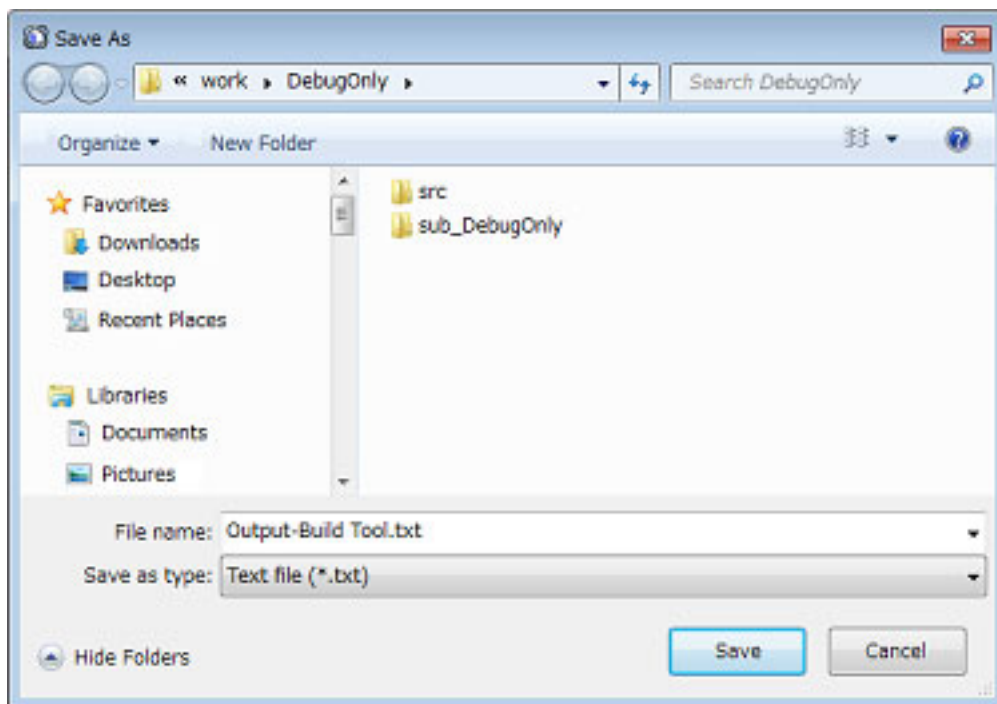 Save As
« work DebugOnly
Search DebugOnly
Organize New Folder
Favorites
Downloads
Desktop
Recent Places
Libraries
Documents
Pictures
src
sub_DebugOnly
File name: Output-Build Tool.txt
Save as type: Text file (*.txt)
Hide Folders
Save
Cancel